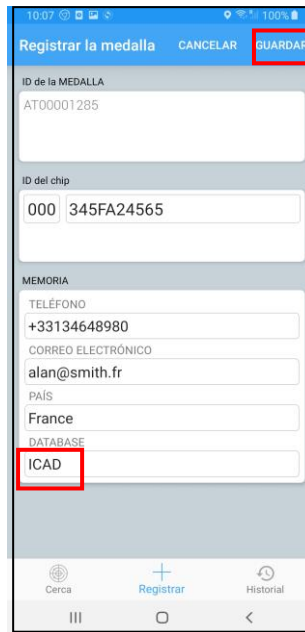 10:07 100%
Registrar la medalla CANCELAR GUARDAR
ID de la MEDALLA
AT00001285
ID del chip
000 345FA24565
MEMORIA
TELÉFONO
+33134648980
CORREO ELECTRÓNICO
alan@smith.fr
PAÍS
France
DATABASE
ICAD
Cerca Registrar Historial